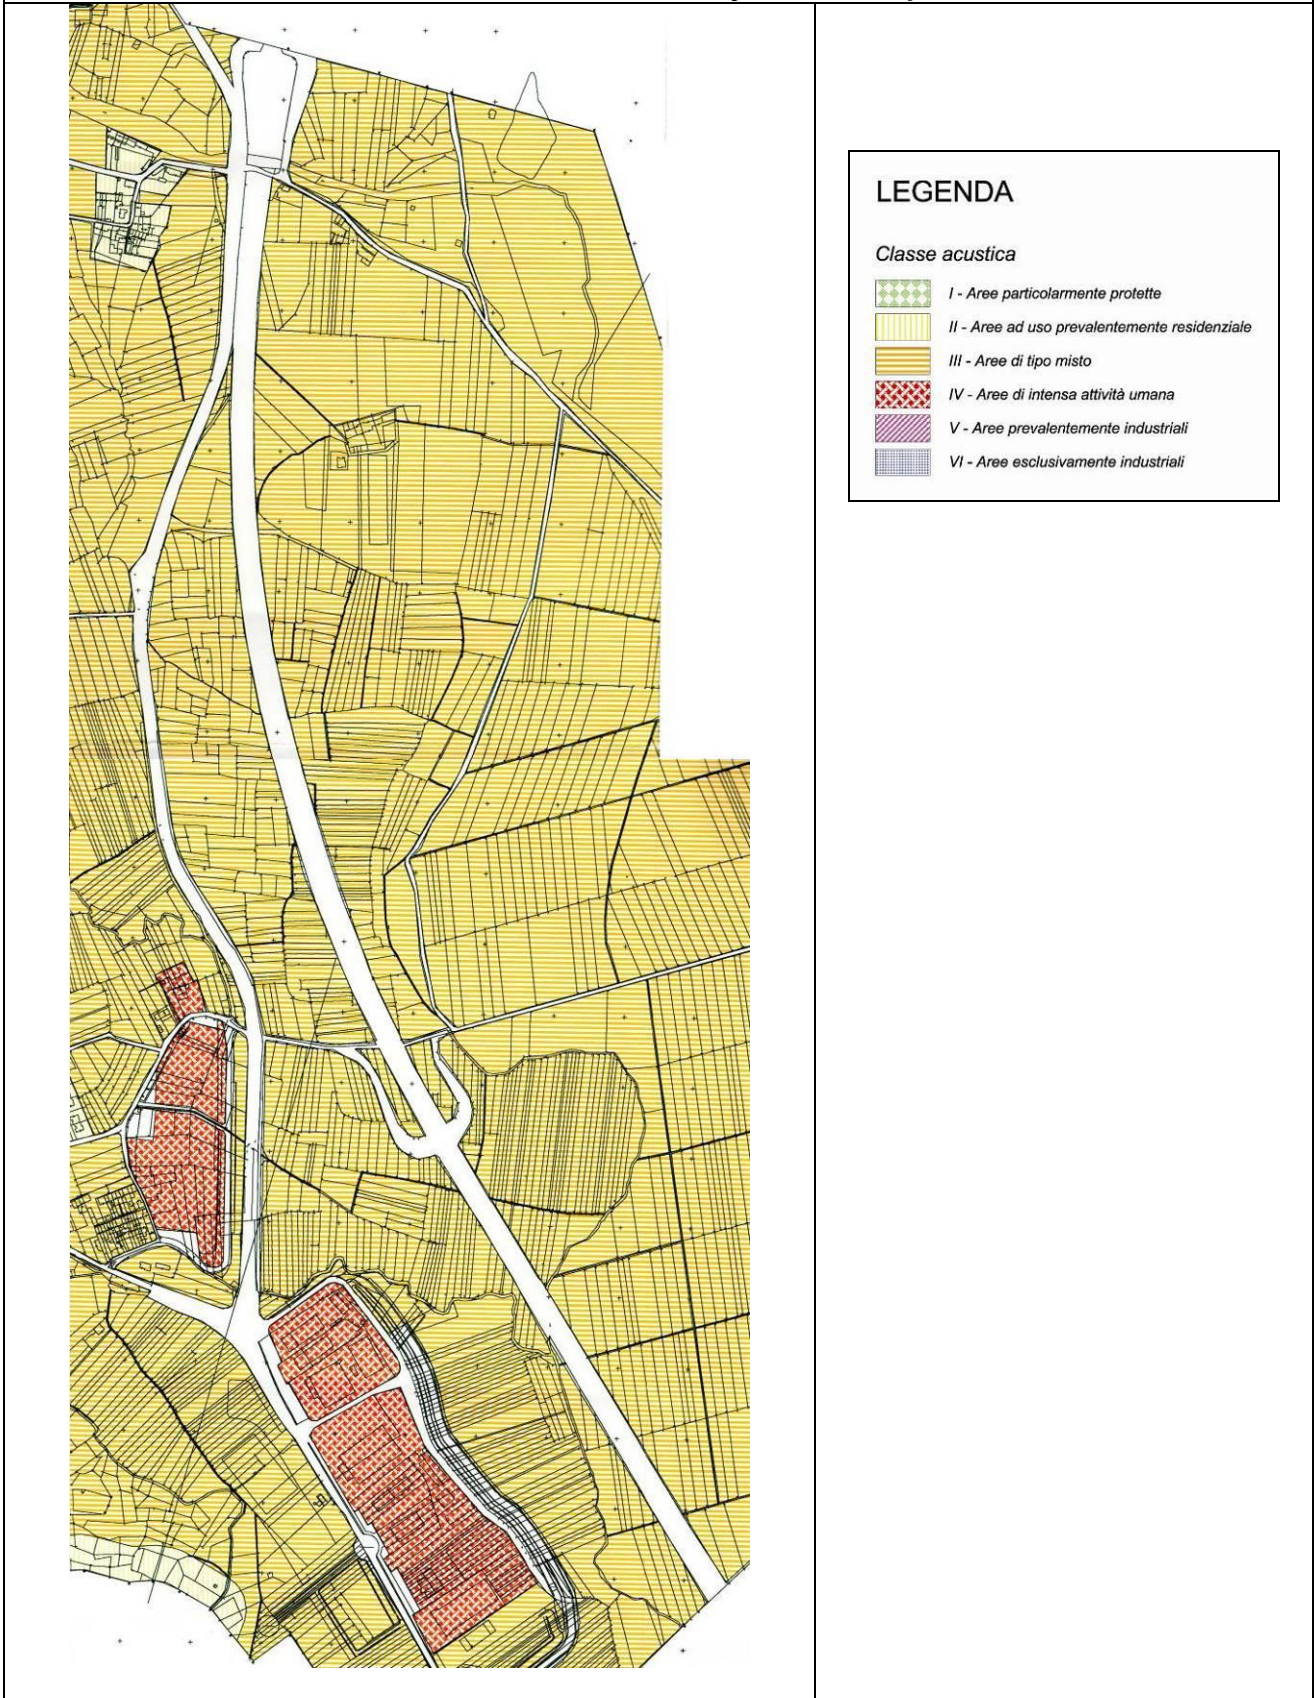 LEGENDA
Classe acustica
I - Aree particolarmente protette
II - Aree ad uso prevalentemente residenziale
III - Aree di tipo misto
IV - Aree di intensa attività umana
V - Aree prevalentemente industriali
VI - Aree esclusivamente industriali